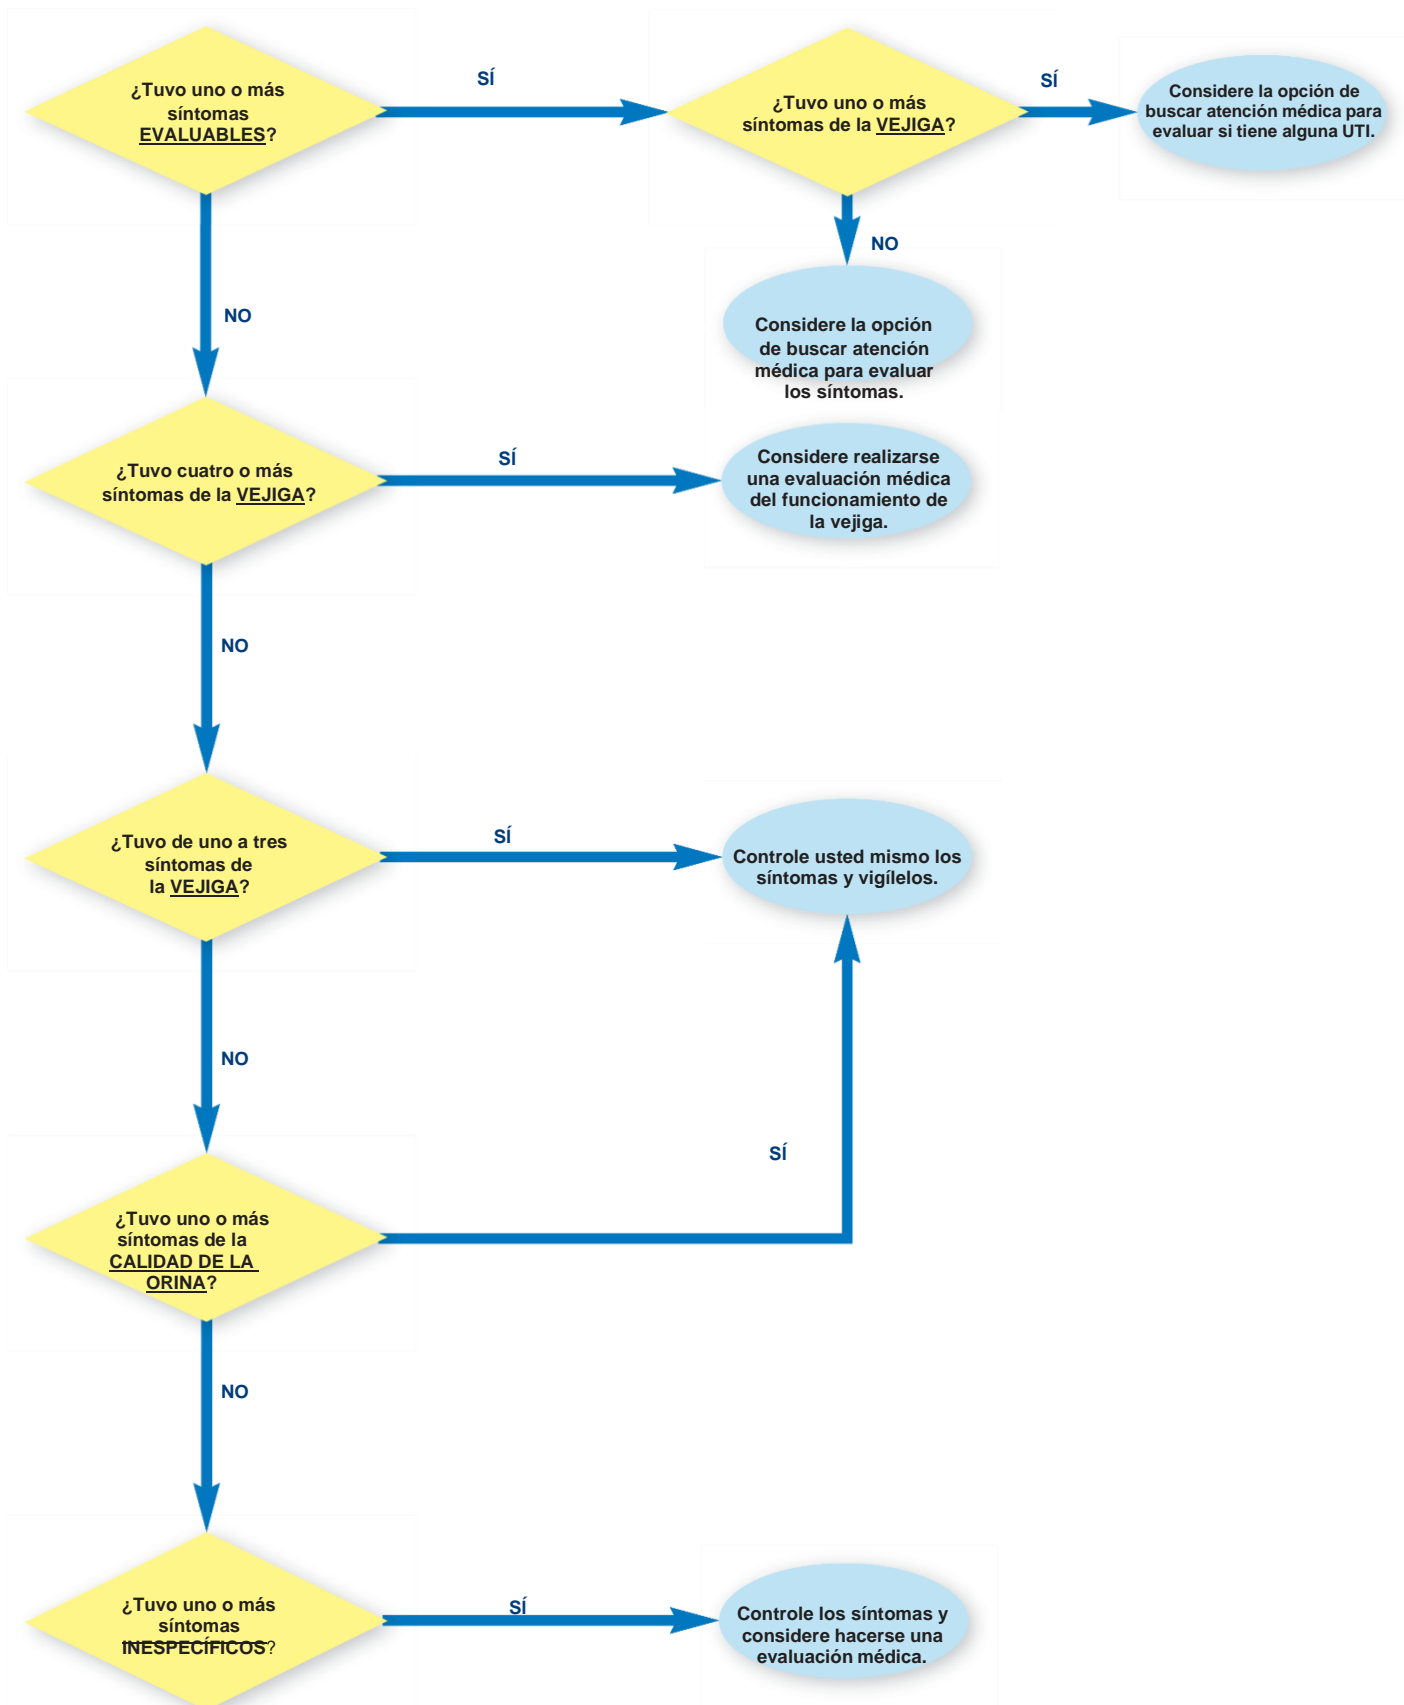 ¿Tuvo uno o más
síntomas
EVALUABLES?
SÍ
¿Tuvo uno o más
síntomas de la VEJIGA?
SÍ
Considere la opción de
buscar atención médica para
evaluar si tiene alguna UTI.
NO
Considere la opción
de buscar atención
médica para evaluar
los síntomas.
NO
¿Tuvo cuatro o más
síntomas de la VEJIGA?
SÍ
Considere realizarse
una evaluación médica
del funcionamiento de
la vejiga.
NO
¿Tuvo de uno a tres
síntomas de
la VEJIGA?
SÍ
Controle usted mismo los
síntomas y vigílelos.
NO
¿Tuvo uno o más
síntomas de la
CALIDAD DE LA
ORINA?
SÍ
NO
¿Tuvo uno o más
síntomas
INESPECÍFICOS?
SÍ
Controle los síntomas y
considere hacerse una
evaluación médica.